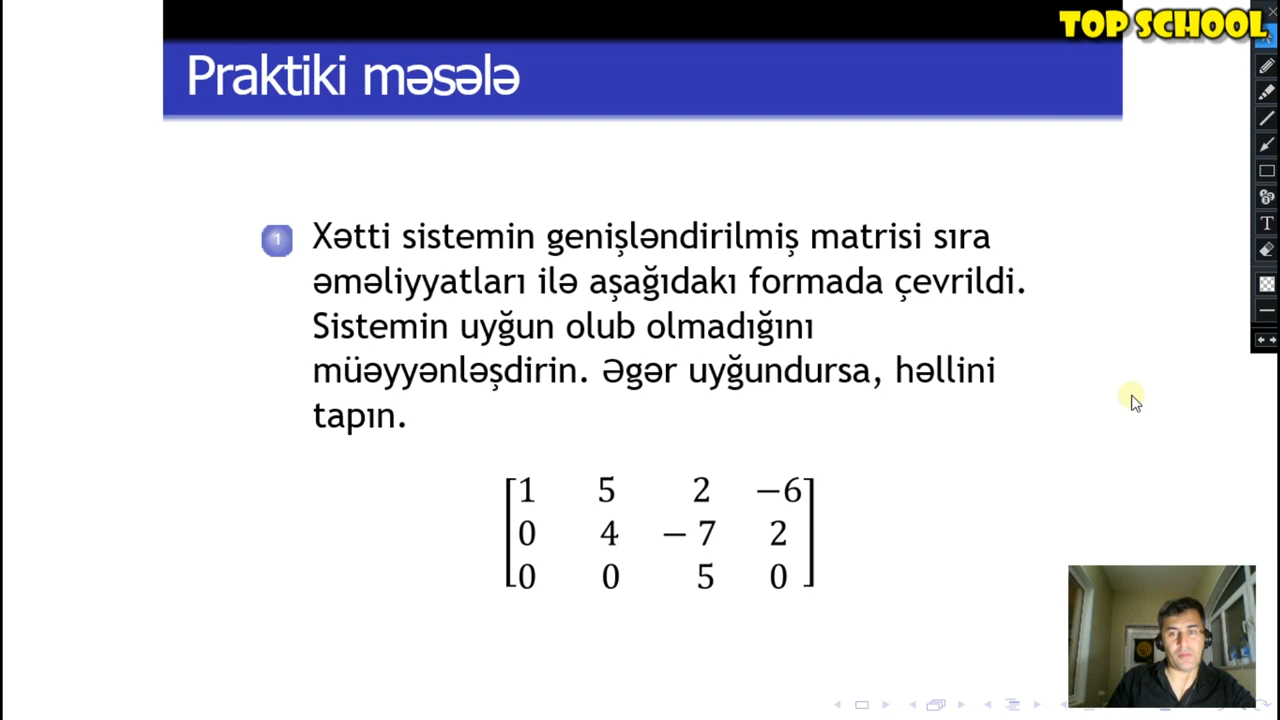 TOP SCHOOL
Praktiki məsələ
1 Xətti sistemin genişləndirilmiş matrisi sıra
əməliyyatları ilə aşağıdakı formada çevrildi.
Sistemin uyğun olub olmadığını
müəyyənləşdirin. Əgər uyğundursa, həllini
tapın.
1 5 2 −6
0 4 − 7 2
0 0 5 0